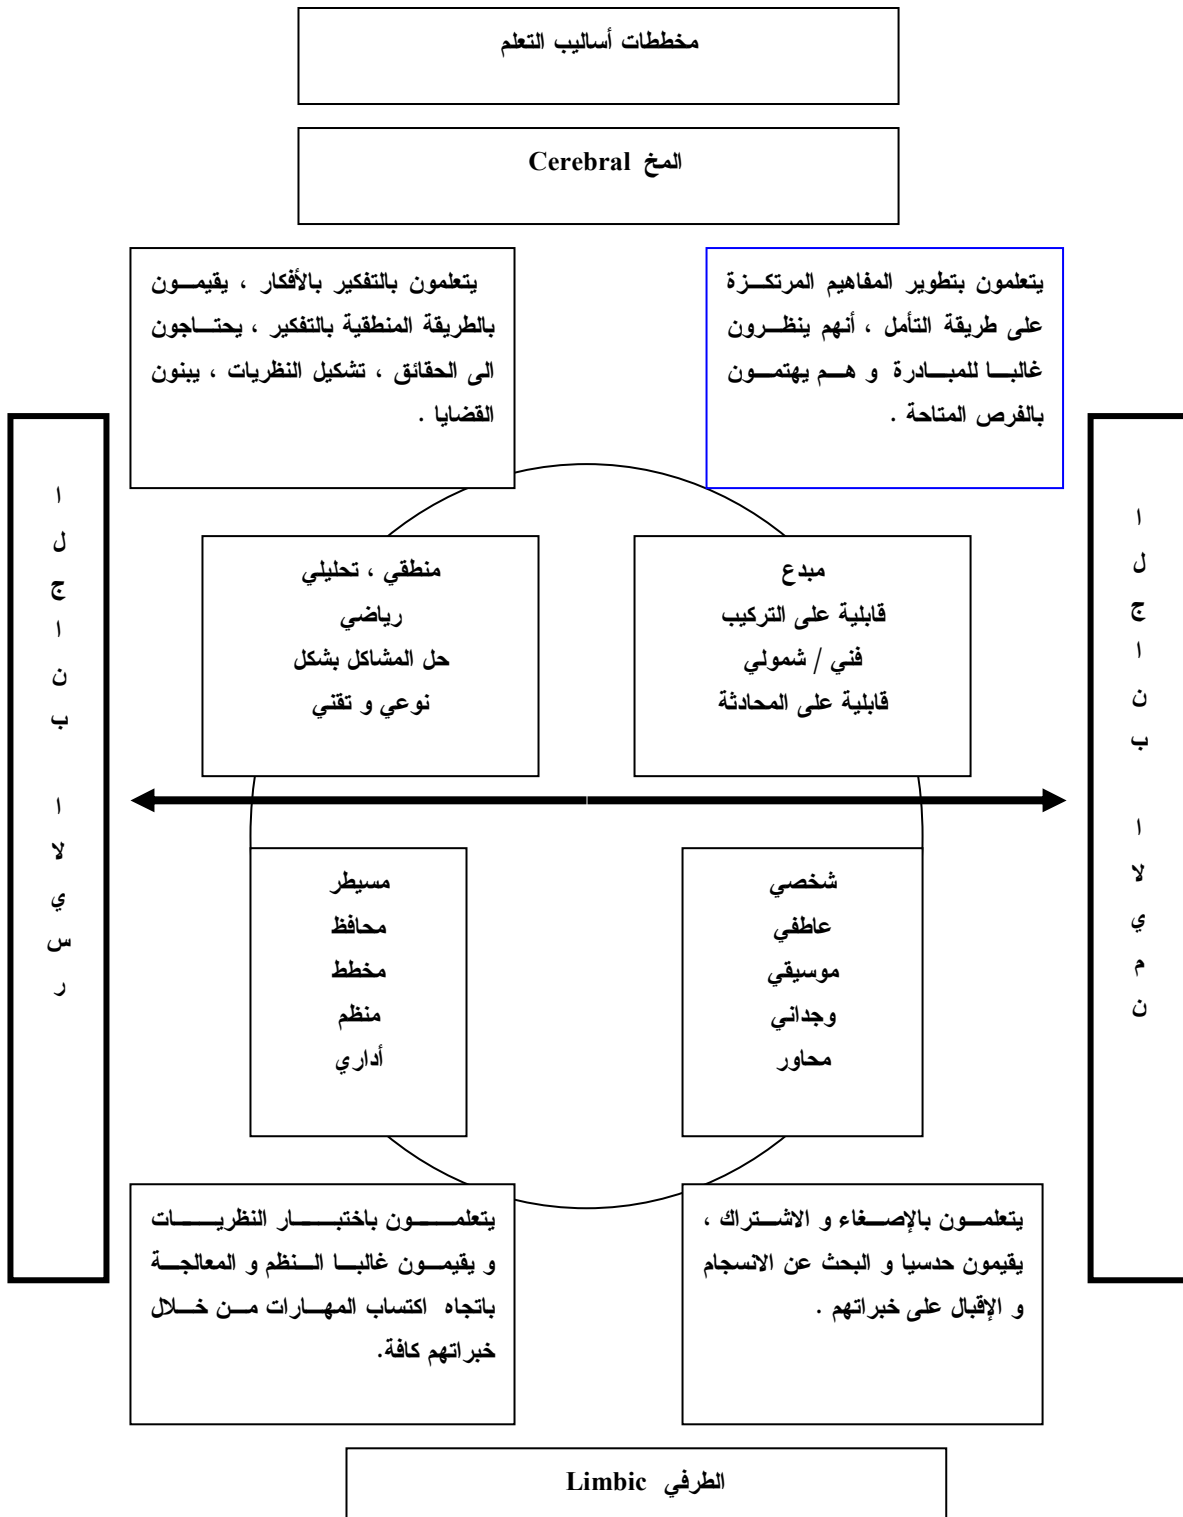 مخططات أساليب التعلم
المخ Cerebral
يتعلمون بتطوير المفاهيم المرتكزة
على طريقة التأمل ، أنهم ينظرون
غالبا للمبادرة و هم يهتمون
بالفرص المتاحة .
يتعلمون بالتفكير بالأفكار ، يقيمون
بالطريقة المنطقية بالتفكير ، يحتاجون
الى الحقائق ، تشكيل النظريات ، يبنون
القضايا .
ا
ل
ج
ا
ن
ب
ا
لا
ي
م
ن
مبدع
قابلية على التركيب
فني / شمولي
قابلية على المحادثة
منطقي ، تحليلي
رياضي
حل المشاكل بشكل
نوعي و تقني
ا
ل
ج
ا
ن
ب
ا
لا
ي
س
ر
شخصي
عاطفي
موسيقي
وجداني
محاور
مسيطر
محافظ
مخطط
منظم
أداري
يتعلمون بالإصغاء و الاشتراك ،
يقيمون حدسيا و البحث عن الانسجام
و الإقبال على خبراتهم .
يتعلمون باختبار النظريات
و يقيمون غالبا النظم و المعالجة
باتجاه اكتساب المهارات من خلال
خبراتهم كافة.
الطرفي Limbic